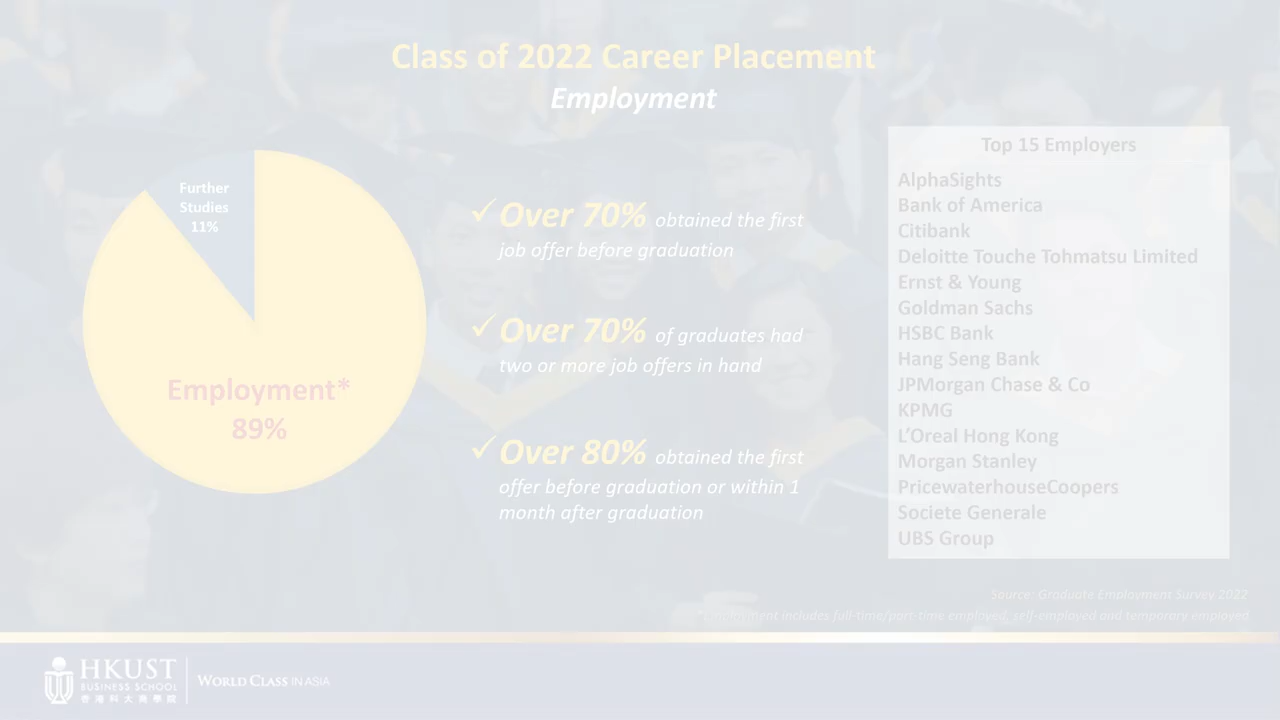 Class of 2022 Career Placement
Employment
Further
Studies
11%
Employment*
89%
✓ Over 70% obtained the first
job offer before graduation
✓ Over 70% of graduates had
two or more job offers in hand
✓ Over 80% obtained the first
offer before graduation or within 1
month after graduation
Top 15 Employers
AlphaSights
Bank of America
Citibank
Deloitte Touche Tohmatsu Limited
Ernst & Young
Goldman Sachs
HSBC Bank
Hang Seng Bank
JPMorgan Chase & Co
KPMG
L’Oreal Hong Kong
Morgan Stanley
PricewaterhouseCoopers
Societe Generale
UBS Group
Source: Graduate Employment Survey 2022
*Employment includes full-time/part-time employed, self-employed and temporary employed
HKUST
BUSINESS SCHOOL
香港科大商學院
WORLD CLASS IN ASIA